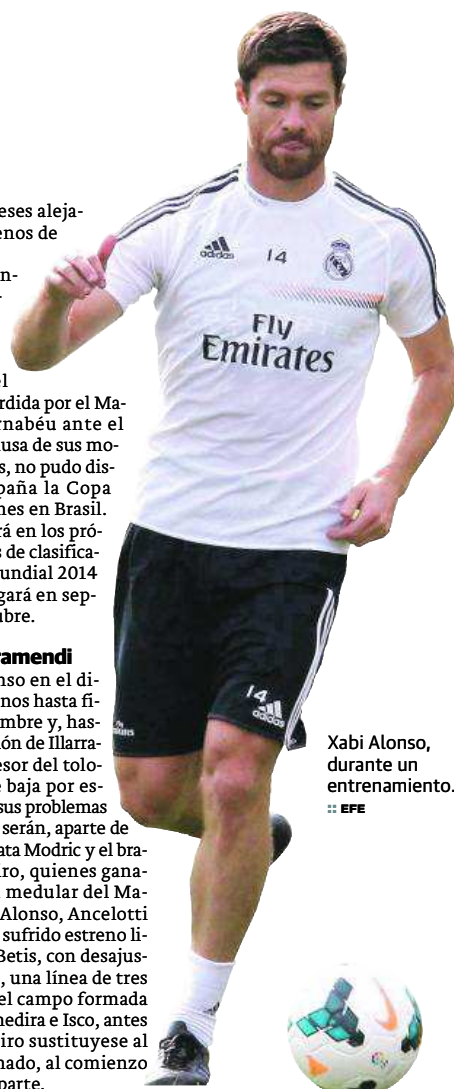 eses aleja-
enos de
n-
-
el
rdida por el Ma-
rnabéu ante el
usa de sus mo-
s, no pudo dis-
paña la Copa
nes en Brasil.
rá en los pró-
s de clasifica-
undial 2014
gará en sep-
ubre.
ramendi
nso en el di-
nos hasta fi-
mbre y, has-
ión de Illarra-
esor del tolo-
e baja por es-
sus problemas
serán, aparte de
ata Modric y el bra-
iro, quienes gana-
medular del Ma-
Alonso, Ancelotti
sufrido estreno li-
Betis, con desajus-
, una línea de tres
el campo formada
nedira e Isco, antes
iro sustituyese al
nado, al comienzo
parte.
adidas
14
Fly
Emirates
14
adidas
Xabi Alonso,
durante un
entrenamiento.
:: EFE